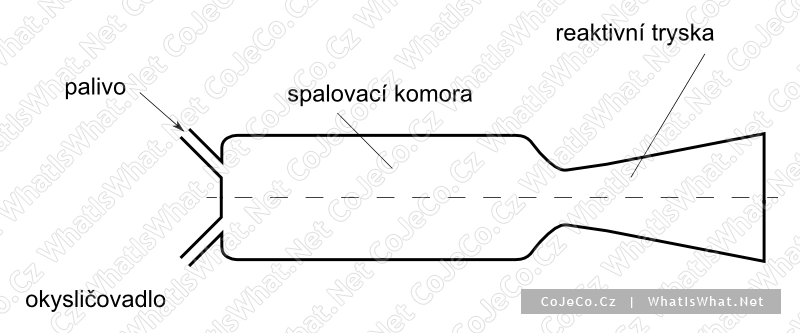 reaktivní tryska
palivo
spalovací komora
okysličovadlo
CoJeCo.Cz | WhatIsWhat.Net